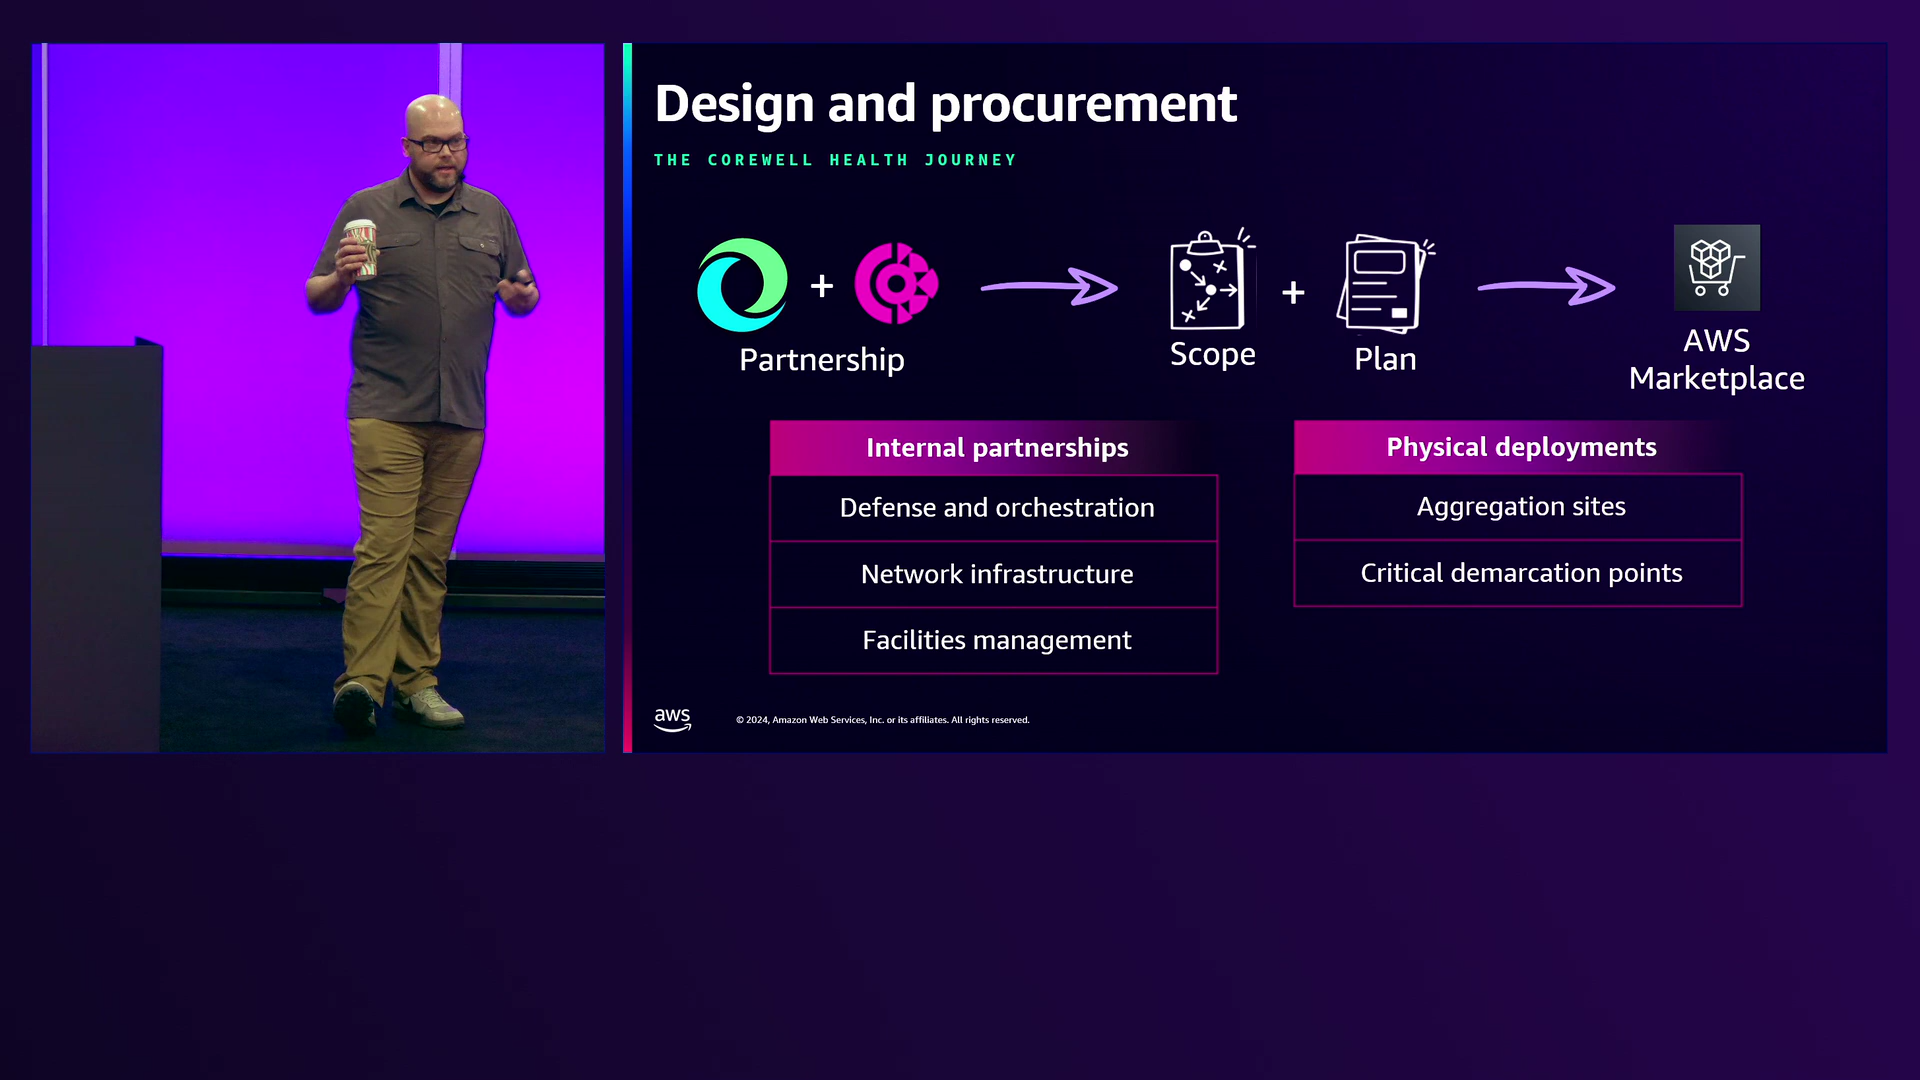 Design and procurement
THE COREWELL HEALTH JOURNEY
+
Partnership
Scope
+
Plan
AWS
Marketplace
Internal partnerships
Defense and orchestration
Network infrastructure
Facilities management
Physical deployments
Aggregation sites
Critical demarcation points
aws
© 2024, Amazon Web Services, Inc. or its affiliates. All rights reserved.